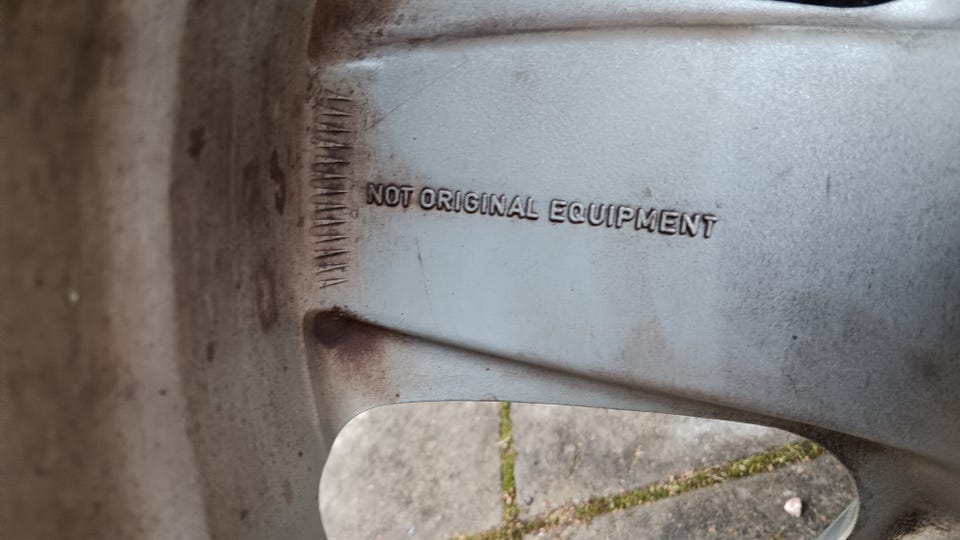 NOT ORIGINAL EQUIPMENT